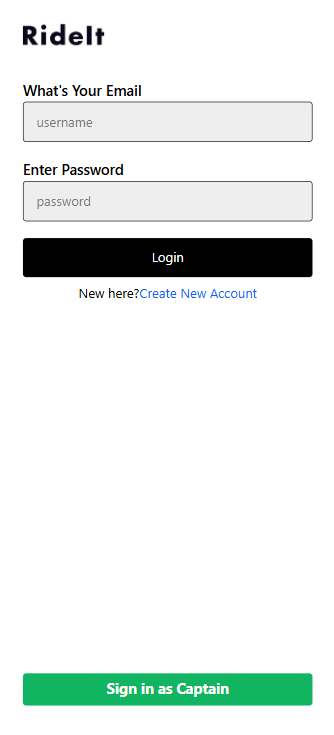 RideIt
What's Your Email
username
Enter Password
password
Login
New here?Create New Account
Sign in as Captain